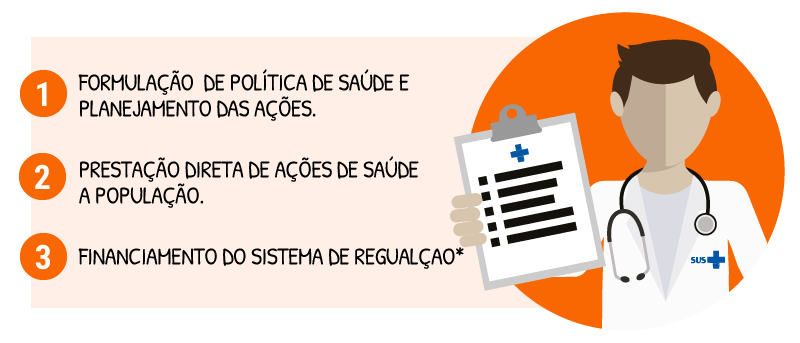 1
FORMULAÇÃO DE POLÍTICA DE SAÚDE E
PLANEJAMENTO DAS AÇÕES.
2
PRESTAÇÃO DIRETA DE AÇÕES DE SAÚDE
A POPULAÇÃO.
3
FINANCIAMENTO DO SISTEMA DE REGUALÇAO*
SUS